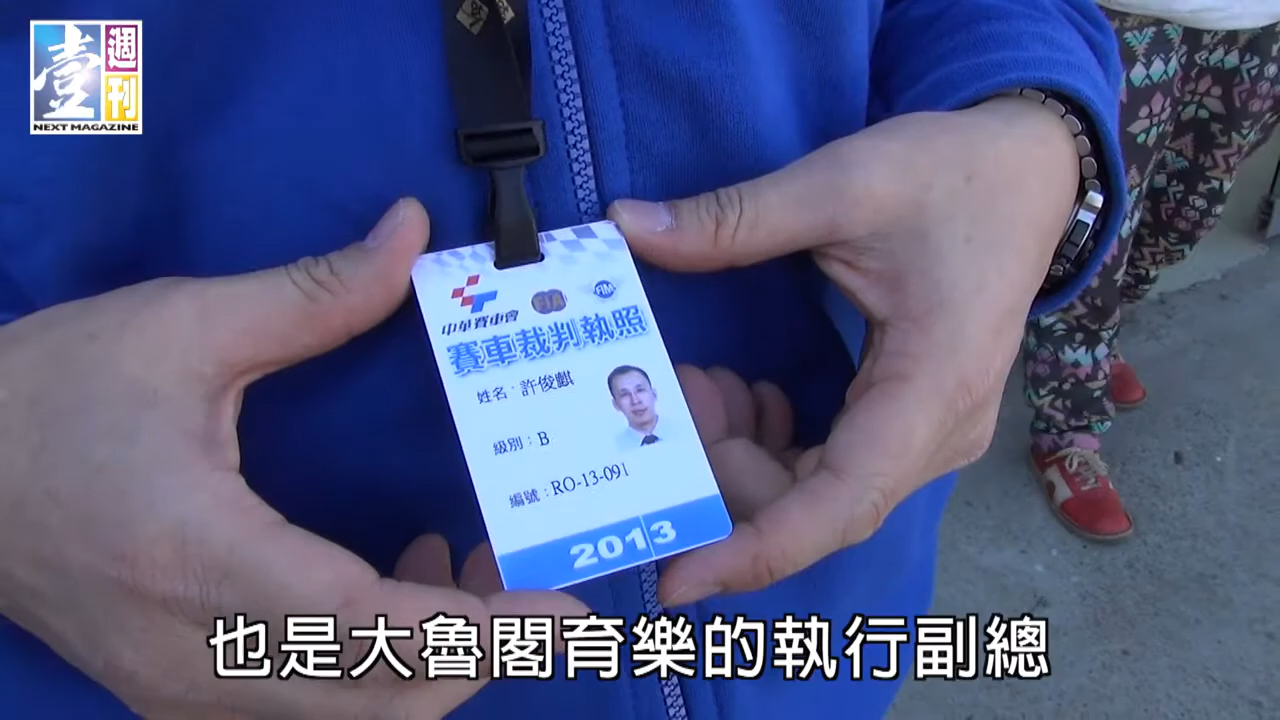 壹週刊
NEXT MAGAZINE
中華賽車會
FIA
FIM
賽車裁判執照
姓名：許俊麒
級別：B
編號：RO-13-091
2013
也是大魯閣育樂的執行副總